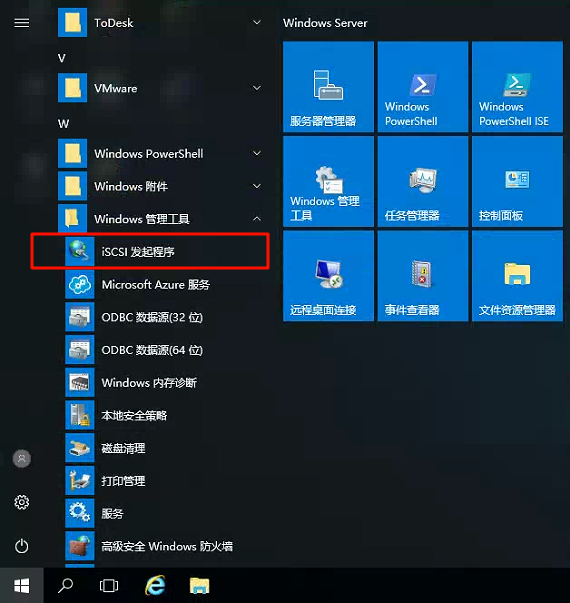 ToDesk
V
VMware
W
Windows PowerShell
Windows 附件
Windows 管理工具
iSCSI 发起程序
Microsoft Azure 服务
ODBC 数据源(32 位)
ODBC 数据源(64 位)
Windows 内存诊断
本地安全策略
磁盘清理
打印管理
服务
高级安全 Windows 防火墙
Windows Server
服务器管理器
Windows
PowerShell
Windows
PowerShell ISE
Windows 管理
工具
任务管理器
控制面板
远程桌面连接
事件查看器
文件资源管理器